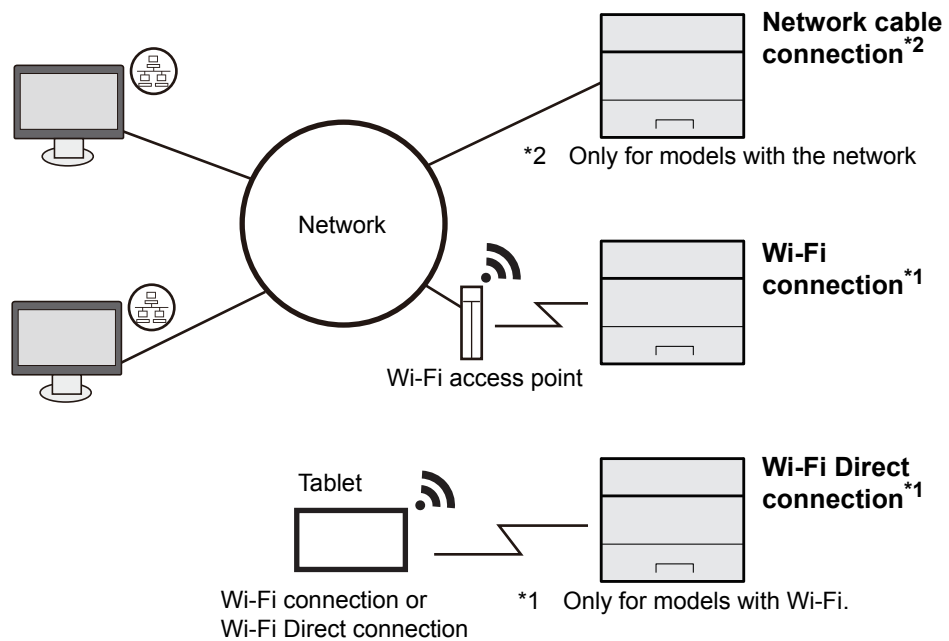 Network cable
connection*2
*2 Only for models with the network
Network
Wi-Fi
connection*1
Wi-Fi access point
Wi-Fi Direct
connection*1
Tablet
Wi-Fi connection or
Wi-Fi Direct connection
*1 Only for models with Wi-Fi.